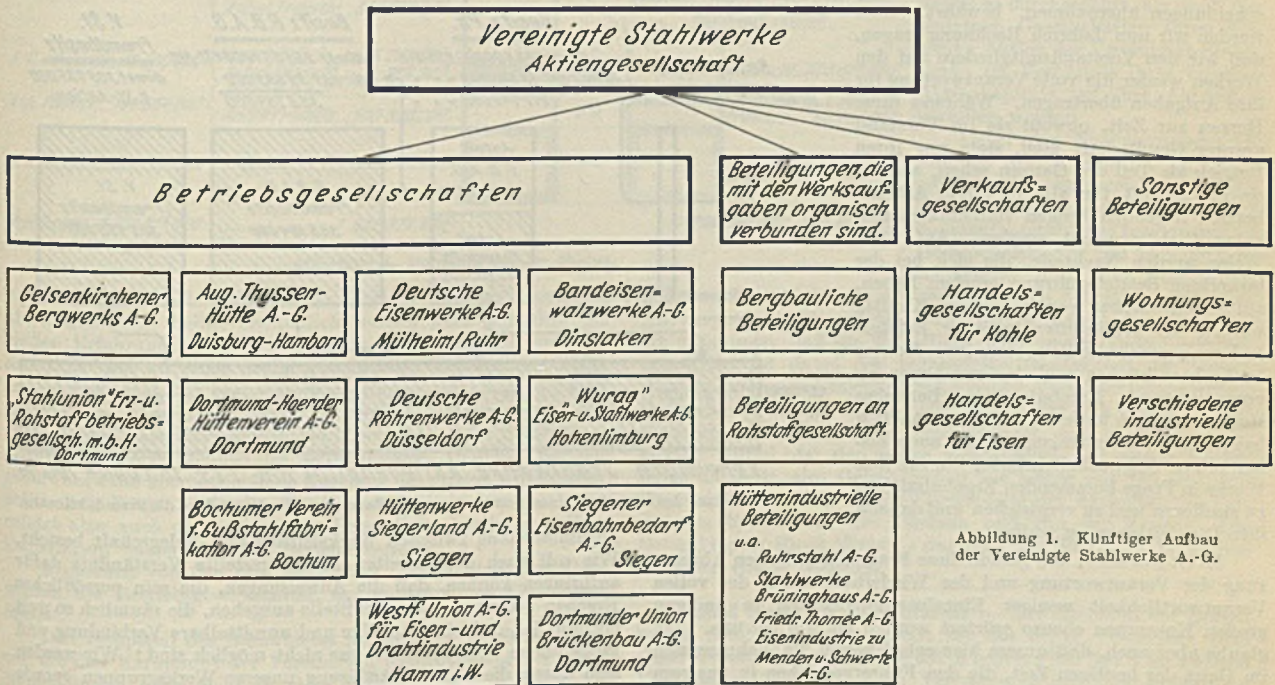 Vereinigte Stahlwerke
Aktiengesellschaft
Betriebsgesellschaften
Beteiligungen, die
mit den Werksauf-
gaben organisch
verbunden sind.
Verkaufs=
gesellschaften
Sonstige
Beteiligungen
Gelsenkirchener
Bergwerks A-G.
Aug. Thyssen-
Hütte A.-G.
Duisburg-Hamborn
Deutsche
Eisenwerke A-G.
Mülheim/Ruhr
Bandeisen=
walzwerke A-G.
Dinslaken
Bergbauliche
Beteiligungen
Handels=
gesellschaften
für Kohle
Wohnungs=
gesellschaften
„Stahlunion" Erz-u.
Rohstoffbetriebs=
gesellsch. m.b.H.
Dortmund
Dortmund-Hoerder
Hüttenverein A-G.
Dortmund
Deutsche
Röhrenwerke A-G.
Düsseldorf
„Wurag"
Eisen-u. Stahlwerke A-G.
Hohenlimburg
Beteiligungen an
Rohstoffgesellschaft.
Handels=
gesellschaften
für Eisen
Verschiedene
industrielle
Beteiligungen
Bochumer Verein
f. Gußstahlfabri=
kation A-G.
Bochum
Hüttenwerke
Siegerland A-G.
Siegen
Siegener
Eisenbahnbedarf
A.-G.
Siegen
Hüttenindustrielle
Beteiligungen
u.a.
Ruhrstahl A-G.
Stahlwerke
Brüninghaus A-G.
Friedr. Thomée A-G.
Eisenindustrie zu
Menden u. Schwerte
A-G.
Westf. Union A-G.
für Eisen- und
Drahtindustrie
Hamm i.W.
Dortmunder Union
Brückenbau A-G.
Dortmund
Abbildung 1. Künftiger Aufbau
der Vereinigte Stahlwerke A.-G.